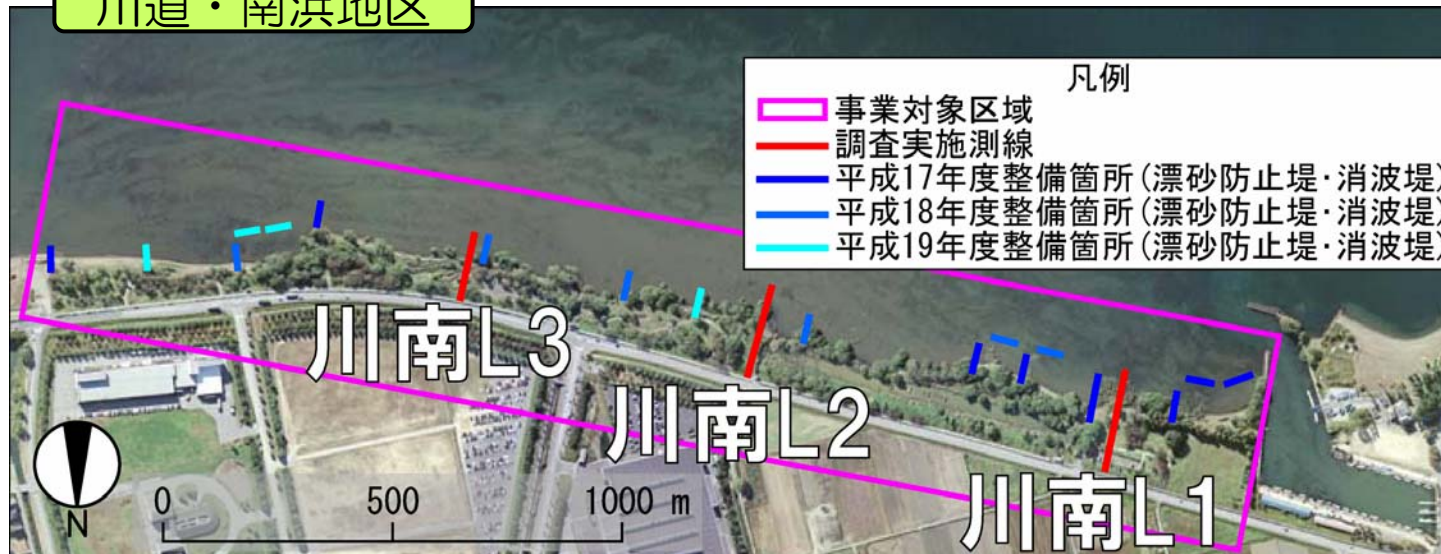 川道・南浜地区
凡例
事業対象区域
調査実施測線
平成17年度整備箇所(漂砂防止堤・消波堤)
平成18年度整備箇所(漂砂防止堤・消波堤)
平成19年度整備箇所(漂砂防止堤・消波堤)
川南L3
川南L2
川南L1
N
0 500 1000 m